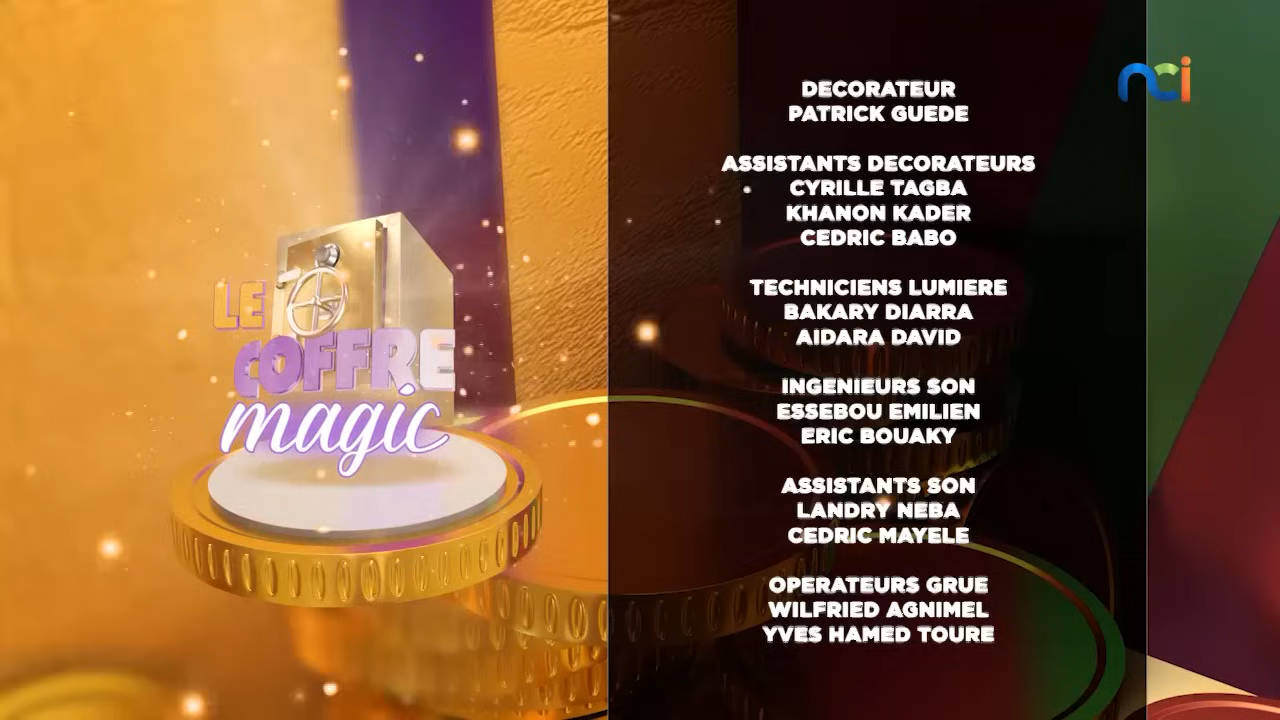 nci
LE
COFFRE
magic
DECORATEUR
PATRICK GUEDE
ASSISTANTS DECORATEURS
CYRILLE TAGBA
KHANON KADER
CEDRIC BABO
TECHNICIENS LUMIERE
BAKARY DIARRA
AIDARA DAVID
INGENIEURS SON
ESSEBOU EMILIEN
ERIC BOUAKY
ASSISTANTS SON
LANDRY NEBA
CEDRIC MAYELE
OPERATEURS GRUE
WILFRIED AGNIMEL
YVES HAMED TOURE